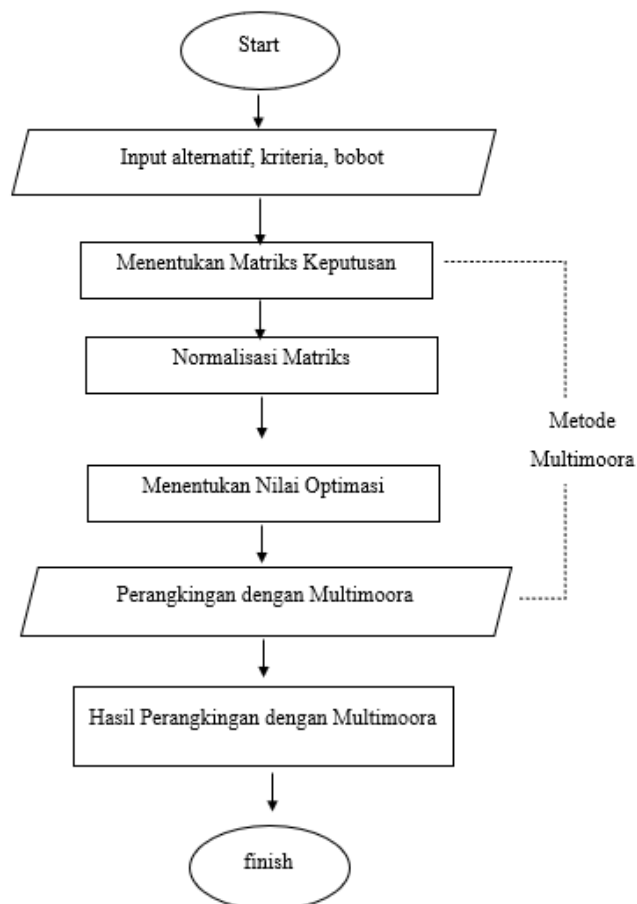 Start
Input alternatif, kriteria, bobot
Menentukan Matriks Keputusan
Normalisasi Matriks
Metode
Multimoora
Menentukan Nilai Optimasi
Perangkingan dengan Multimoora
Hasil Perangkingan dengan Multimoora
finish